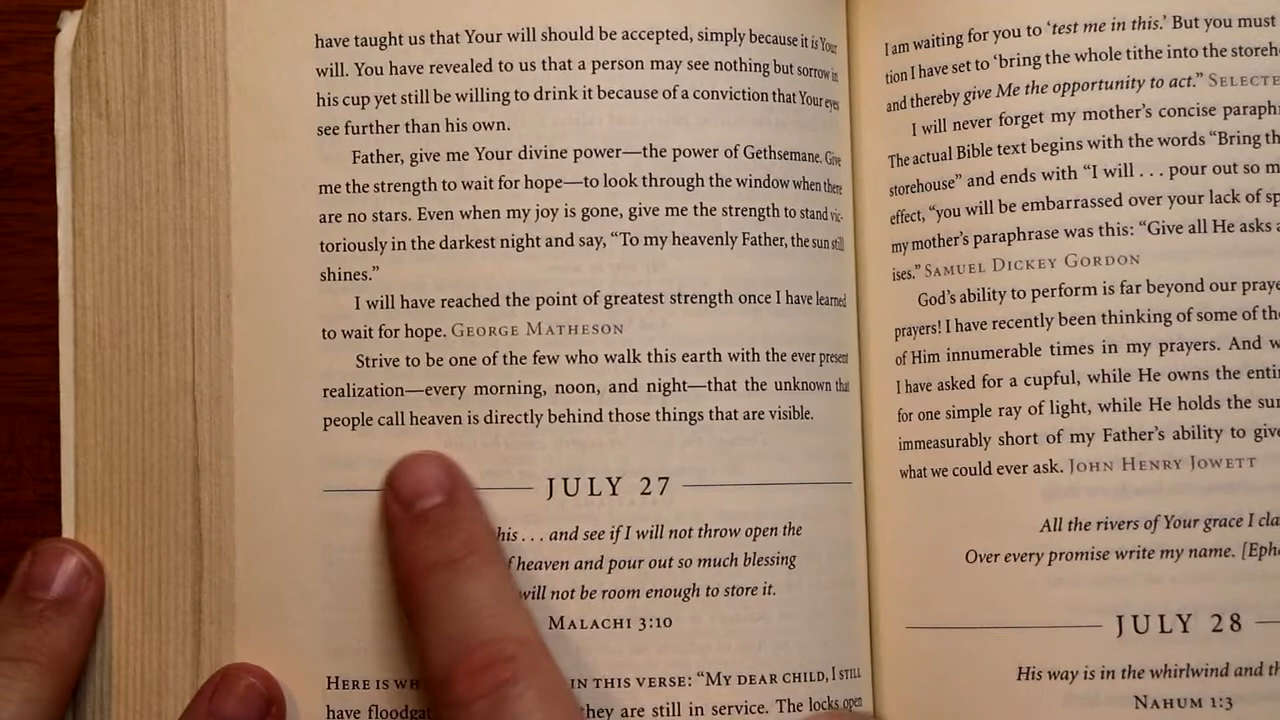 have taught us that Your will should be accepted, simply because it is Your
will. You have revealed to us that a person may see nothing but sorrow in
his cup yet still be willing to drink it because of a conviction that Your eyes
see further than his own.
Father, give me Your divine power—the power of Gethsemane. Give
me the strength to wait for hope—to look through the window when there
are no stars. Even when my joy is gone, give me the strength to stand vic-
toriously in the darkest night and say, “To my heavenly Father, the sun still
shines.”
I will have reached the point of greatest strength once I have learned
to wait for hope. GEORGE MATHESON
Strive to be one of the few who walk this earth with the ever present
realization—every morning, noon, and night—that the unknown that
people call heaven is directly behind those things that are visible.
JULY 27
his . . . and see if I will not throw open the
f heaven and pour out so much blessing
will not be room enough to store it.
MALACHI 3:10
HERE IS WH IN THIS VERSE: “MY DEAR CHILD, I STILL
have floodgat they are still in service. The locks open
I am waiting for you to ‘test me in this.’ But you must
tion I have set to ‘bring the whole tithe into the storeh
and thereby give Me the opportunity to act.” SELECTE
I will never forget my mother’s concise paraph
The actual Bible text begins with the words “Bring th
storehouse” and ends with “I will . . . pour out so m
effect, “you will be embarrassed over your lack of sp
my mother’s paraphrase was this: “Give all He asks a
ises.” SAMUEL DICKEY GORDON
God’s ability to perform is far beyond our praye
prayers! I have recently been thinking of some of the
of Him innumerable times in my prayers. And w
I have asked for a cupful, while He owns the enti
for one simple ray of light, while He holds the sun
immeasurably short of my Father’s ability to give
what we could ever ask. JOHN HENRY JOWETT
All the rivers of Your grace I cla
Over every promise write my name. [Ephe
JULY 28
His way is in the whirlwind and th
NAHUM 1:3